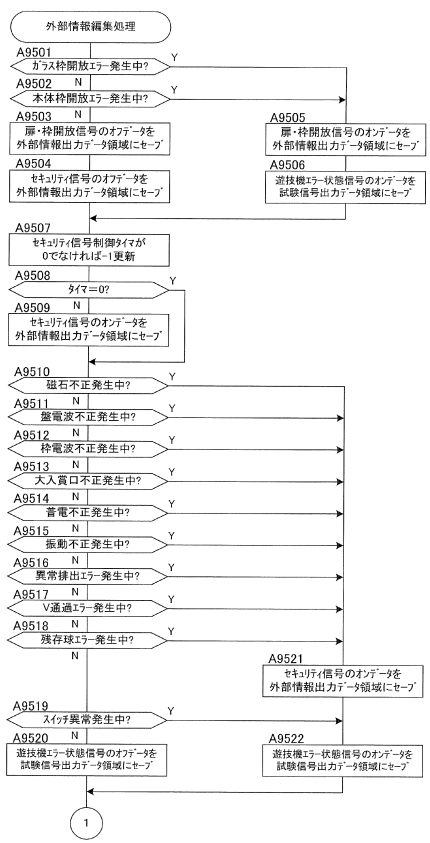 外部情報編集処理
A9501
ガラス枠開放エラー発生中?
Y
N
A9502
本体枠開放エラー発生中?
Y
N
A9503
扉・枠開放信号のオフデータを
外部情報出力データ領域にセーブ
A9505
扉・枠開放信号のオンデータを
外部情報出力データ領域にセーブ
A9504
セキュリティ信号のオフデータを
外部情報出力データ領域にセーブ
A9506
遊技機エラー状態信号のオンデータを
試験信号出力データ領域にセーブ
A9507
セキュリティ信号制御タイマが
0でなければ-1更新
A9508
タイマ=0?
Y
N
A9509
セキュリティ信号のオンデータを
外部情報出力データ領域にセーブ
A9510
磁石不正発生中?
Y
N
A9511
盤電波不正発生中?
Y
N
A9512
枠電波不正発生中?
Y
N
A9513
大入賞口不正発生中?
Y
N
A9514
普電不正発生中?
Y
N
A9515
振動不正発生中?
Y
N
A9516
異常排出エラー発生中?
Y
N
A9517
V通過エラー発生中?
Y
N
A9518
残存球エラー発生中?
Y
N
A9521
セキュリティ信号のオンデータを
外部情報出力データ領域にセーブ
A9519
スイッチ異常発生中?
Y
N
A9520
遊技機エラー状態信号のオフデータを
試験信号出力データ領域にセーブ
A9522
遊技機エラー状態信号のオンデータを
試験信号出力データ領域にセーブ
1